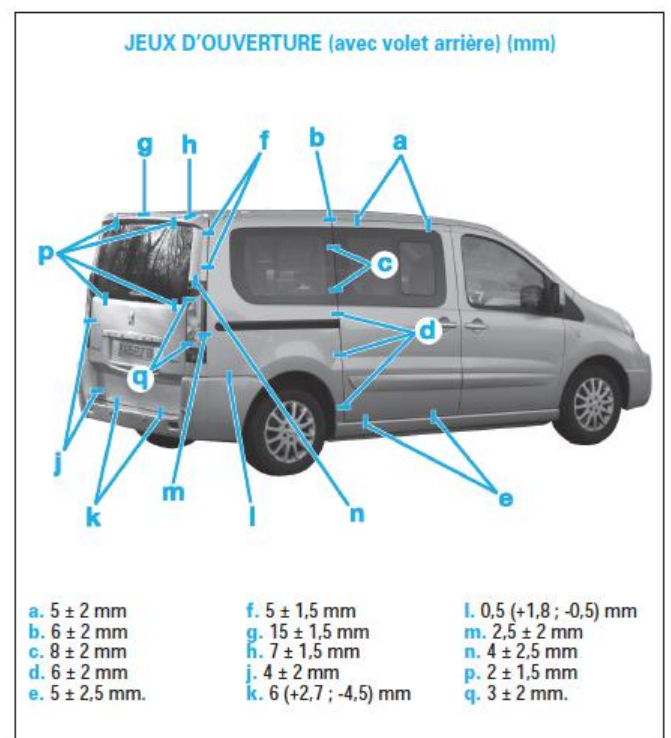 JEUX D'OUVERTURE (avec volet arrière) (mm)
g h f b a
p c
d
q
j m e
k l n
a. 5 ± 2 mm
b. 6 ± 2 mm
c. 8 ± 2 mm
d. 6 ± 2 mm
e. 5 ± 2,5 mm.
f. 5 ± 1,5 mm
g. 15 ± 1,5 mm
h. 7 ± 1,5 mm
j. 4 ± 2 mm
k. 6 (+2,7 ; -4,5) mm
l. 0,5 (+1,8 ; -0,5) mm
m. 2,5 ± 2 mm
n. 4 ± 2,5 mm
p. 2 ± 1,5 mm
q. 3 ± 2 mm.